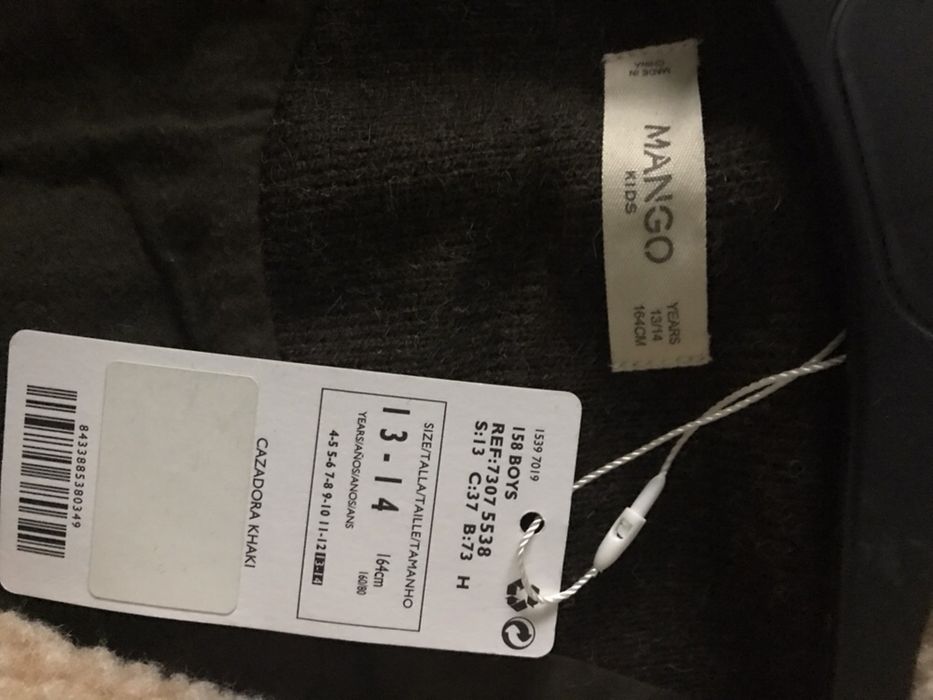 MADE IN
CHINA
MANGO
KIDS
YEARS
13/14
164CM
1539 7019
158 BOYS
REF:7307 5538
S:13 C:37 B:73 H
SIZE/TALLA/TAILLE/TAMANHO
13-14 164cm
YEARS/AÑOS/ANOS/ANS 160/80
4-5 5-6 7-8 9-10 11-12 13-14
CAZADORA KHAKI
8433885380349